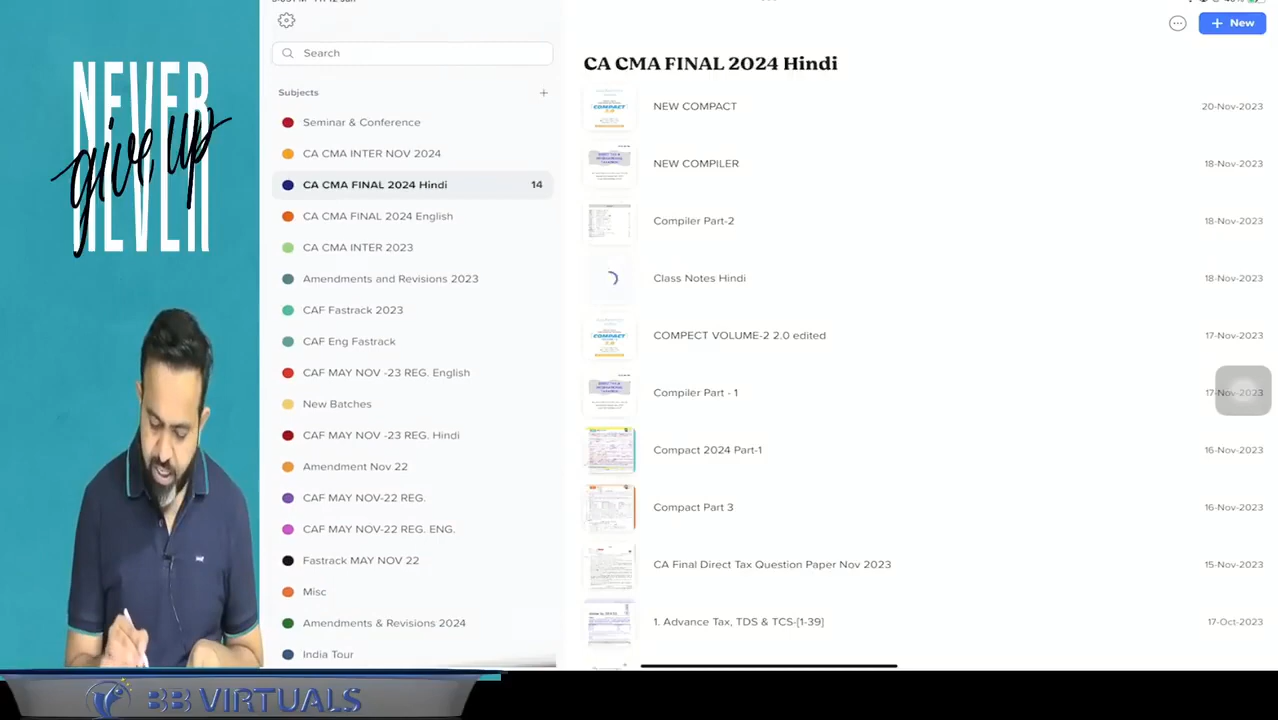 NEVER
give up
NEVER
Search
Subjects
Seminar & Conference
CA CMA INTER NOV 2024
CA CMA FINAL 2024 Hindi 14
CA CMA FINAL 2024 English
CA CMA INTER 2023
Amendments and Revisions 2023
CAF Fastrack 2023
CAF Eng Fastrack
CAF MAY NOV -23 REG. English
New Batches
CAF MAY NOV -23 REG. Hindi
Amendment Nov 22
CAF MAY NOV-22 REG.
CAF MAY NOV-22 REG. ENG.
Fastrack MAY NOV 22
Misc
Amendments & Revisions 2024
India Tour
+ New
CA CMA FINAL 2024 Hindi
NEW COMPACT 20-Nov-2023
NEW COMPILER 18-Nov-2023
Compiler Part-2 18-Nov-2023
Class Notes Hindi 18-Nov-2023
COMPECT VOLUME-2 2.0 edited 17-Nov-2023
Compiler Part - 1 17-Nov-2023
Compact 2024 Part-1 16-Nov-2023
Compact Part 3 16-Nov-2023
CA Final Direct Tax Question Paper Nov 2023 15-Nov-2023
1. Advance Tax, TDS & TCS-[1-39] 17-Oct-2023
BB VIRTUALS